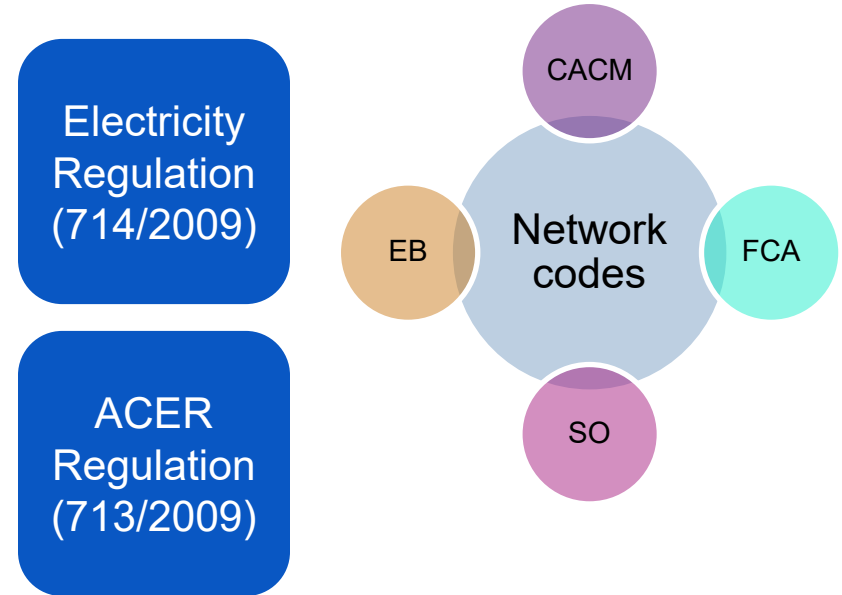 Electricity
Regulation
(714/2009)
ACER
Regulation
(713/2009)
CACM
EB
Network
codes
FCA
SO